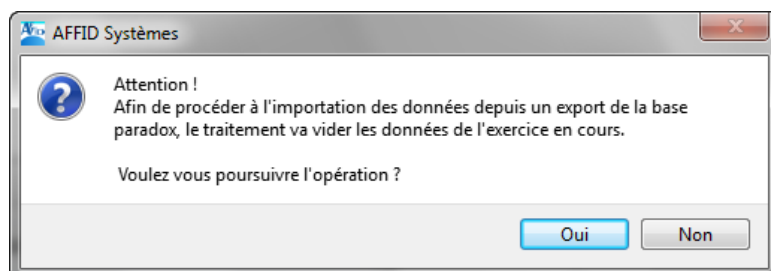 AFFID Systèmes
Attention !
Afin de procéder à l'importation des données depuis un export de la base
paradox, le traitement va vider les données de l'exercice en cours.
Voulez vous poursuivre l'opération ?
Oui
Non